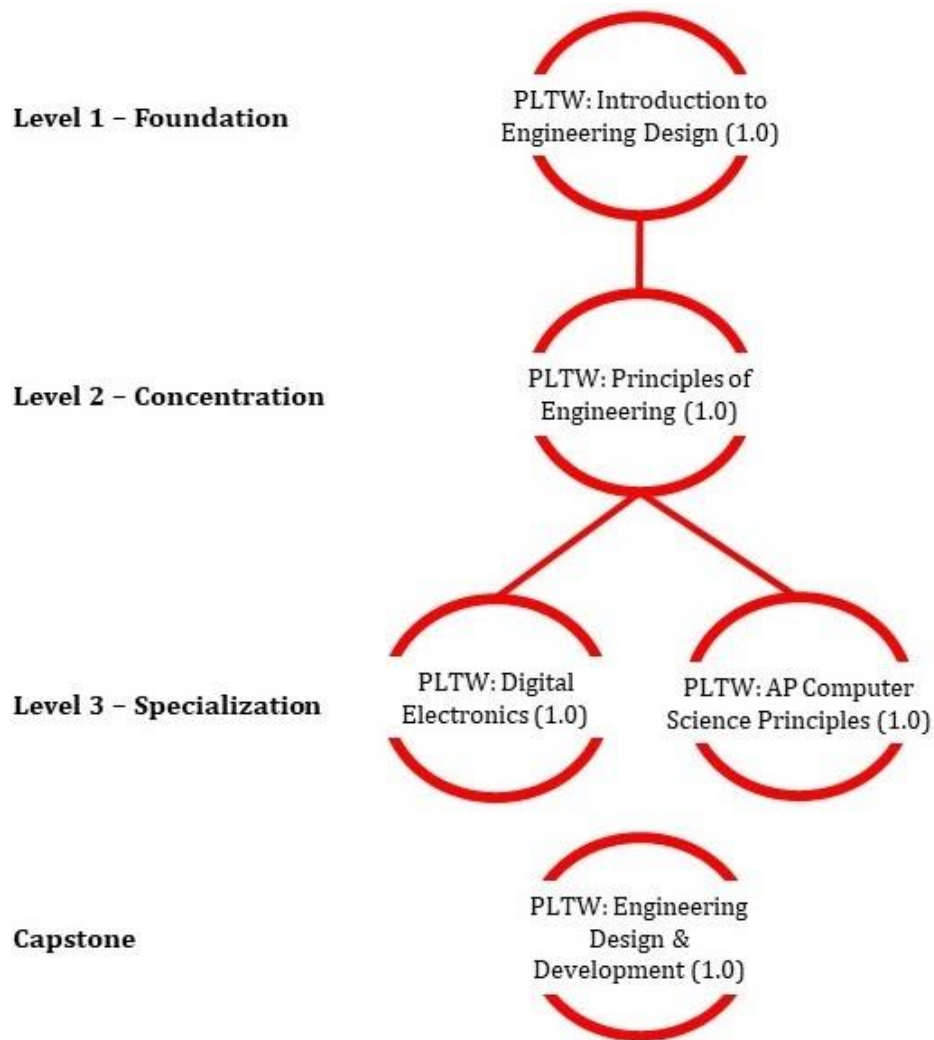 Level 1 – Foundation
PLTW: Introduction to
Engineering Design (1.0)
Level 2 – Concentration
PLTW: Principles of
Engineering (1.0)
Level 3 – Specialization
PLTW: Digital
Electronics (1.0)
PLTW: AP Computer
Science Principles (1.0)
Capstone
PLTW: Engineering
Design &
Development (1.0)